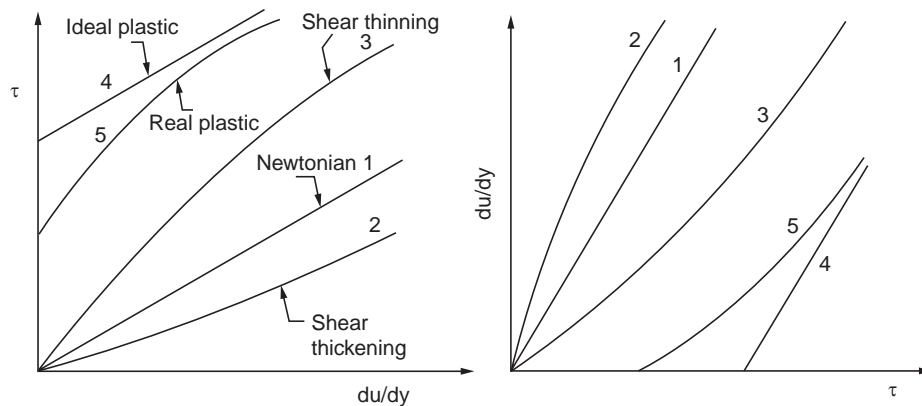 Ideal plastic
Shear thinning
3
4
τ
Real plastic
5
Newtonian 1
2
Shear
thickening
du/dy
2
1
3
du/dy
5
4
τ